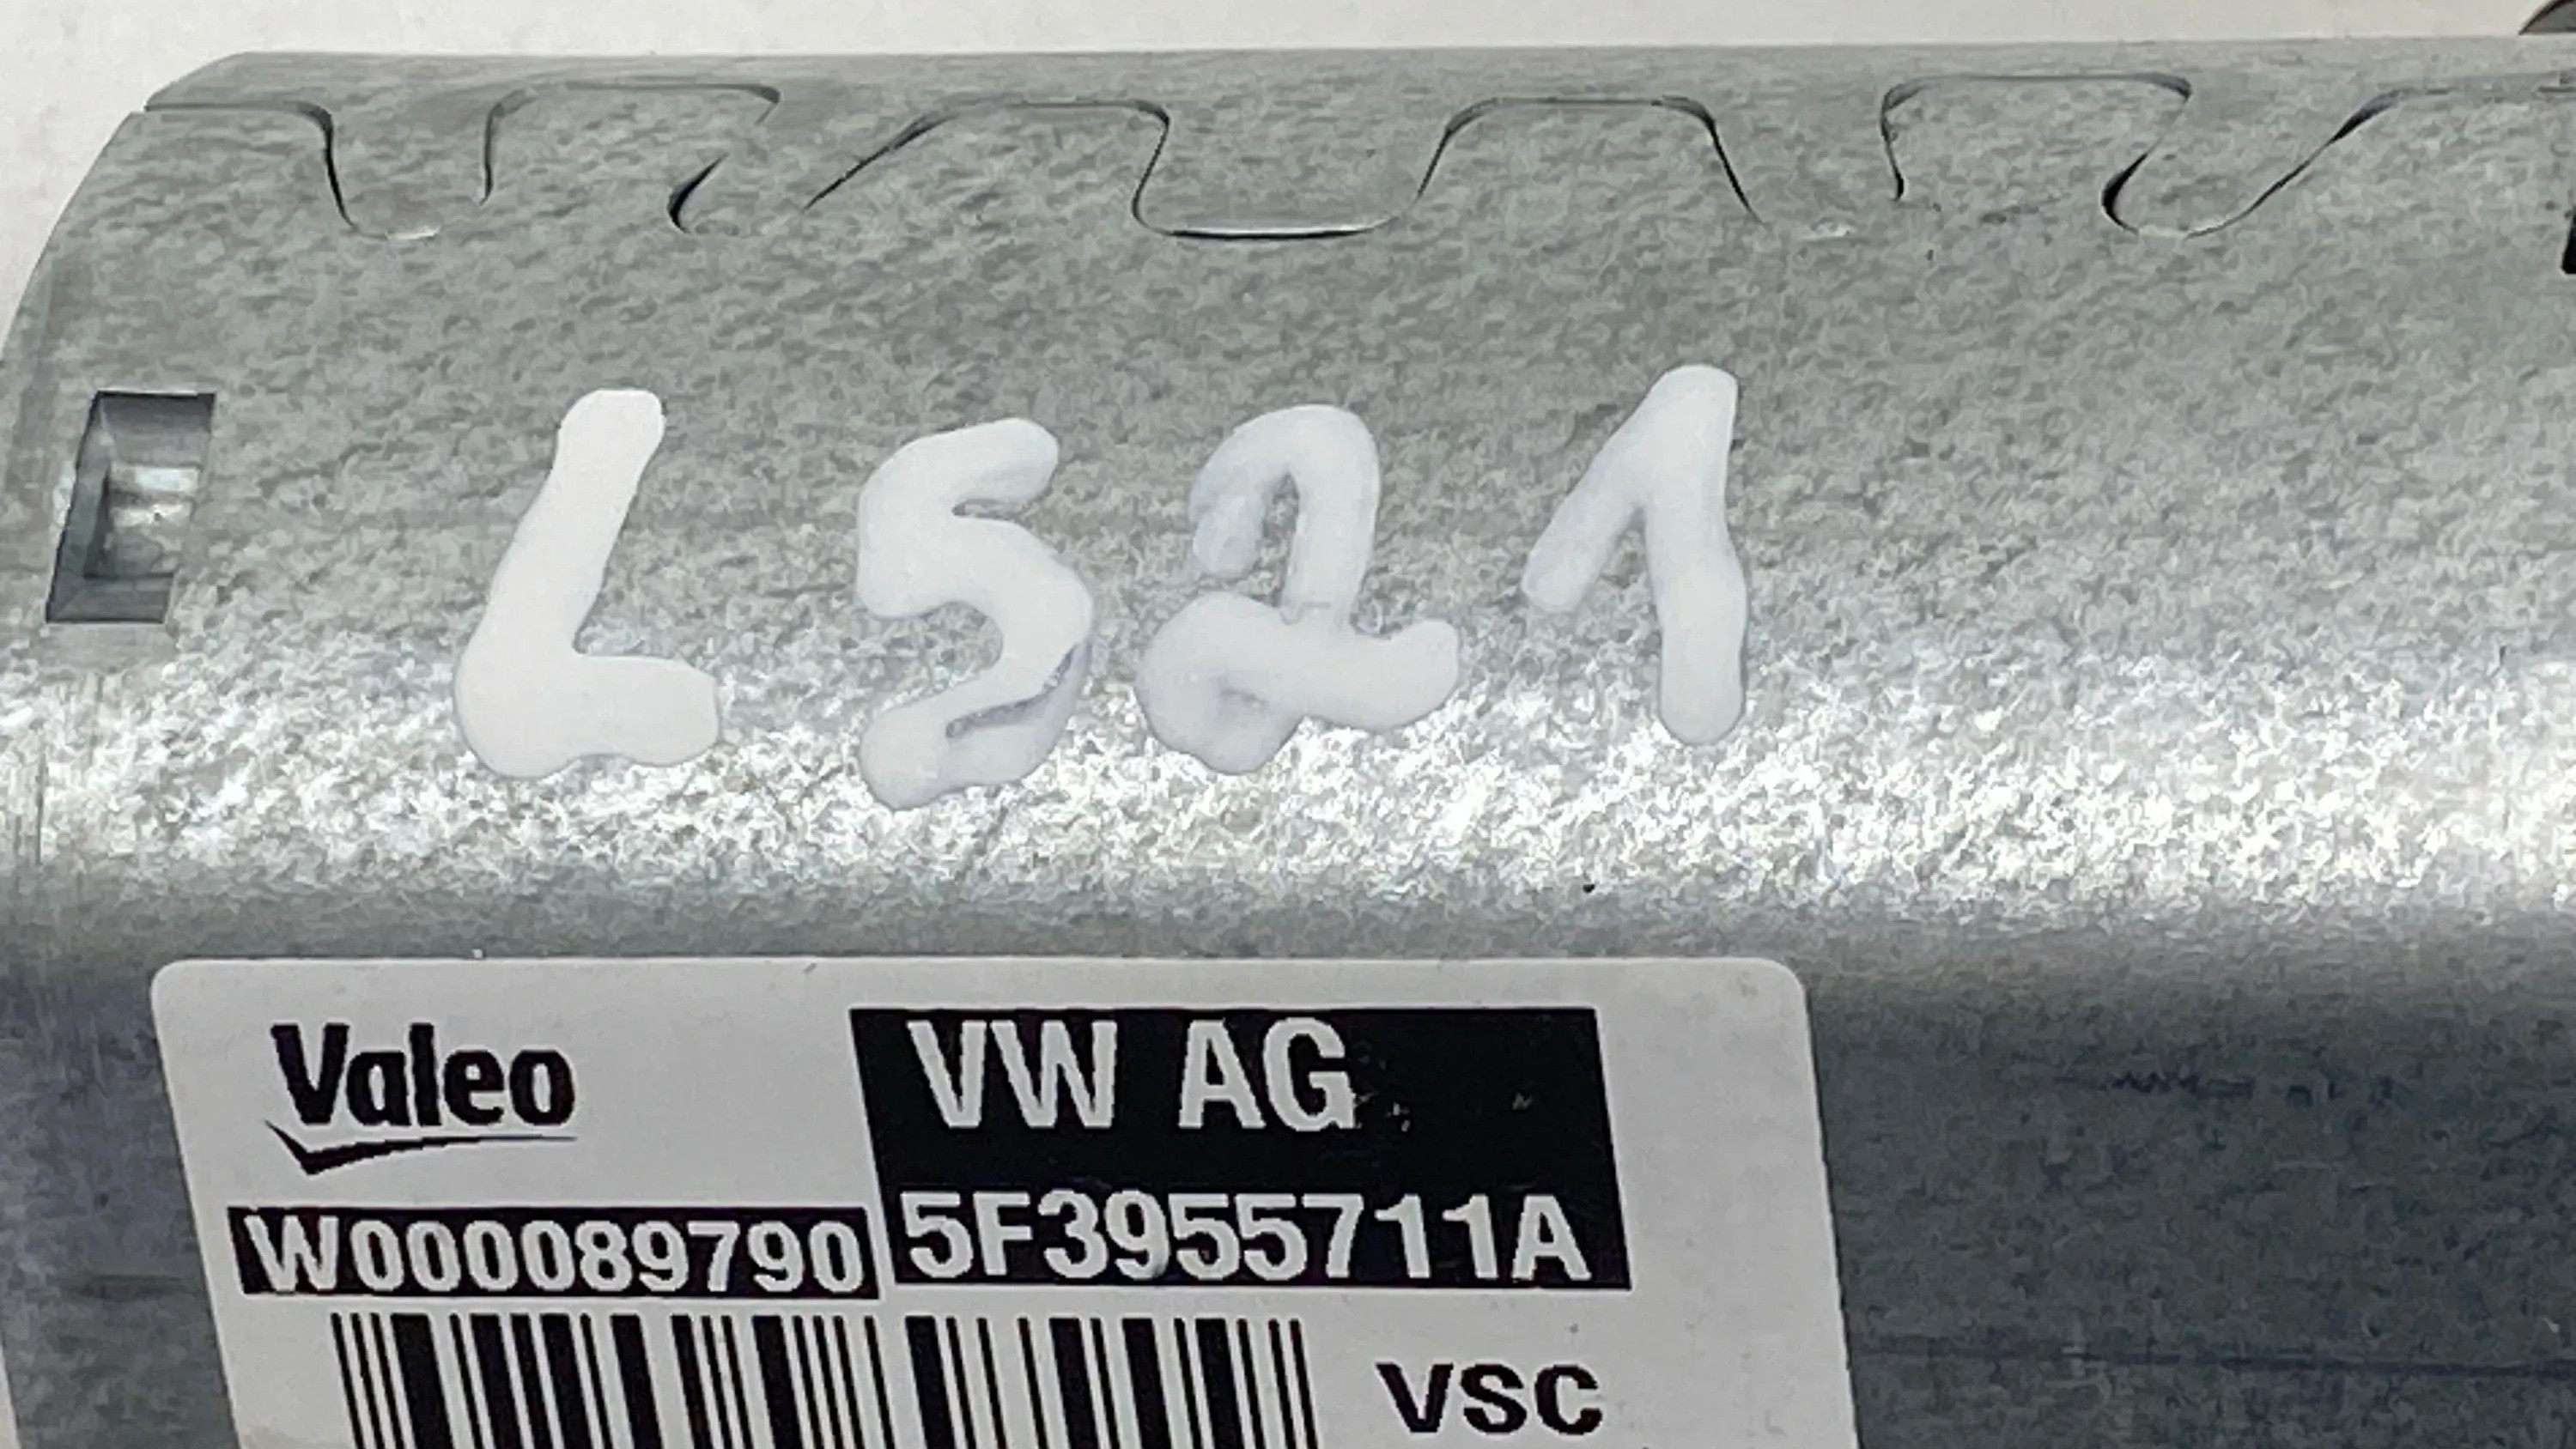 L521
Valeo
VW AG
W000089790
5F3955711A
VSC